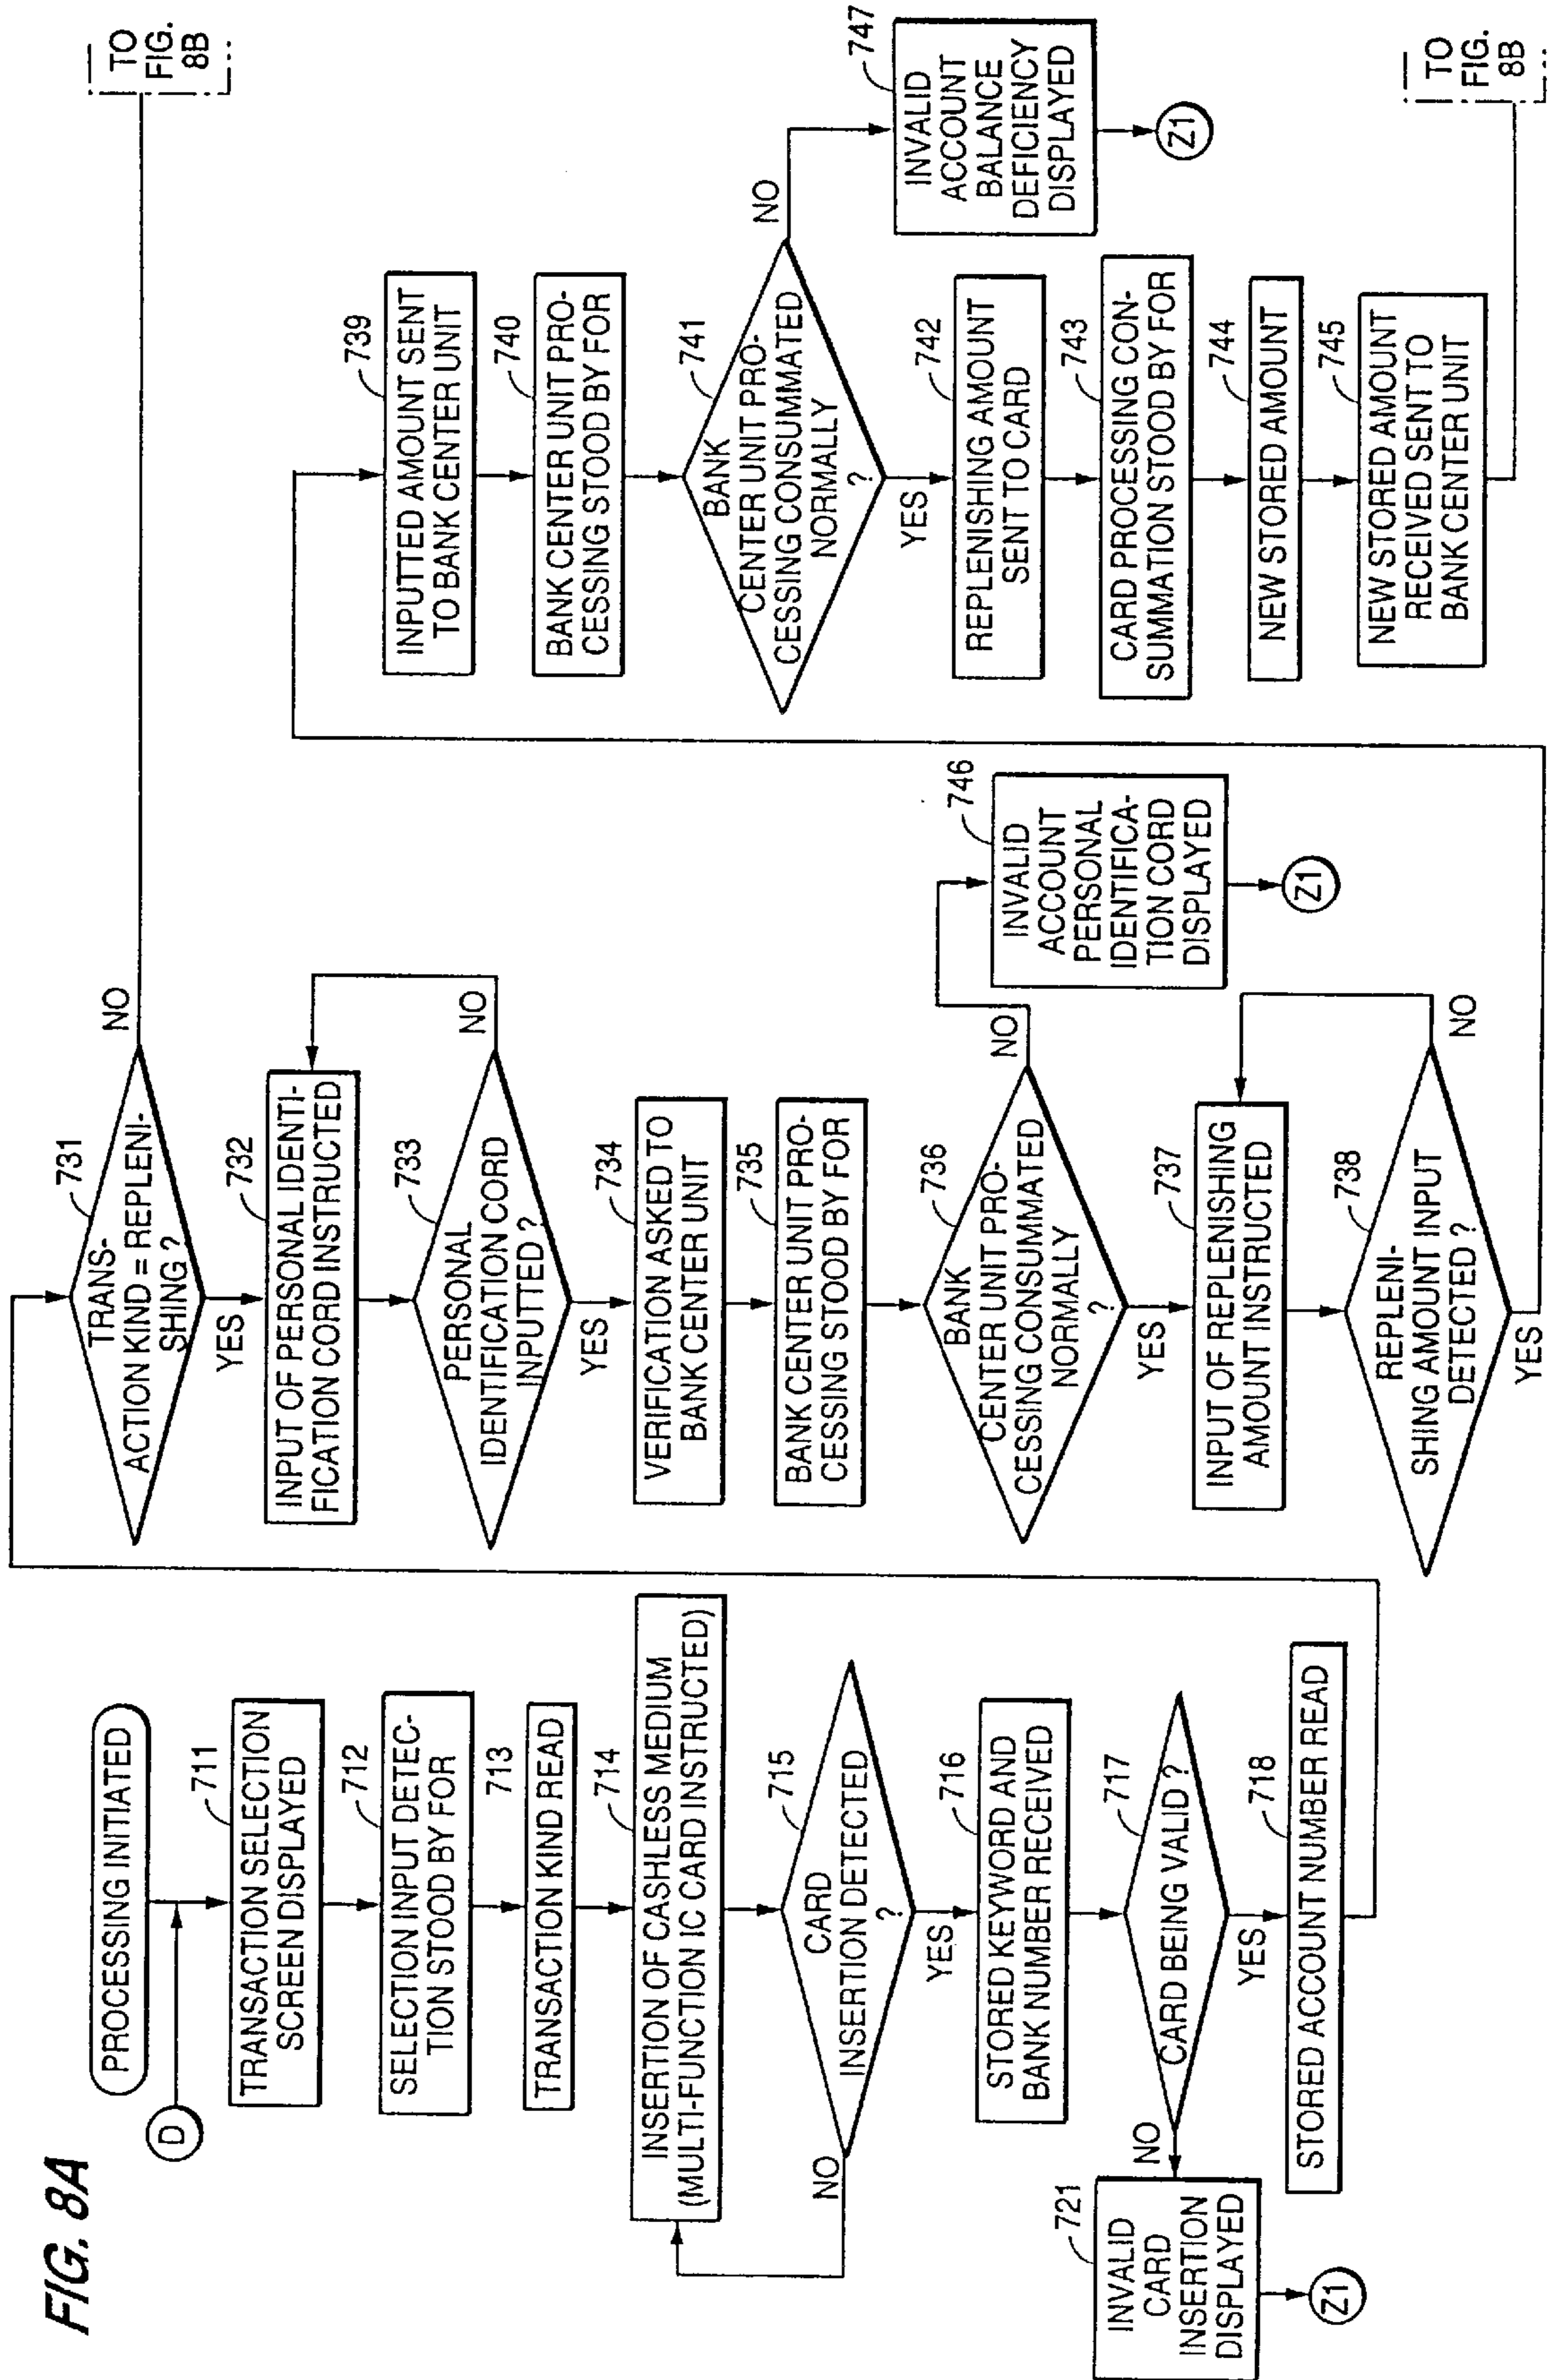 FIG. 8A
PROCESSING INITIATED
D
711
TRANSACTION SELECTION
SCREEN DISPLAYED
712
SELECTION INPUT DETEC-
TION STOOD BY FOR
713
TRANSACTION KIND READ
714
INSERTION OF CASHLESS MEDIUM
(MULTI-FUNCTION IC CARD INSTRUCTED)
715
CARD
INSERTION DETECTED
?
NO
YES
716
STORED KEYWORD AND
BANK NUMBER RECEIVED
717
CARD BEING VALID ?
NO
YES
721
INVALID
CARD
INSERTION
DISPLAYED
Z1
718
STORED ACCOUNT NUMBER READ
731
TRANS-
ACTION KIND = REPLENI-
SHING ?
NO
TO
FIG.
8B
YES
732
INPUT OF PERSONAL IDENTI-
FICATION CORD INSTRUCTED
733
PERSONAL
IDENTIFICATION CORD
INPUTTED ?
NO
YES
734
VERIFICATION ASKED TO
BANK CENTER UNIT
735
BANK CENTER UNIT PRO-
CESSING STOOD BY FOR
736
BANK
CENTER UNIT PRO-
CESSING CONSUMMATED
NORMALLY
?
NO
YES
746
INVALID
ACCOUNT
PERSONAL
IDENTIFICA-
TION CORD
DISPLAYED
Z1
737
INPUT OF REPLENISHING
AMOUNT INSTRUCTED
738
REPLENI-
SHING AMOUNT INPUT
DETECTED ?
NO
YES
739
INPUTTED AMOUNT SENT
TO BANK CENTER UNIT
740
BANK CENTER UNIT PRO-
CESSING STOOD BY FOR
741
BANK
CENTER UNIT PRO-
CESSING CONSUMMATED
NORMALLY
?
NO
YES
747
INVALID
ACCOUNT
BALANCE
DEFICIENCY
DISPLAYED
Z1
742
REPLENISHING AMOUNT
SENT TO CARD
743
CARD PROCESSING CON-
SUMMATION STOOD BY FOR
744
NEW STORED AMOUNT
745
NEW STORED AMOUNT
RECEIVED SENT TO
BANK CENTER UNIT
TO
FIG.
8B